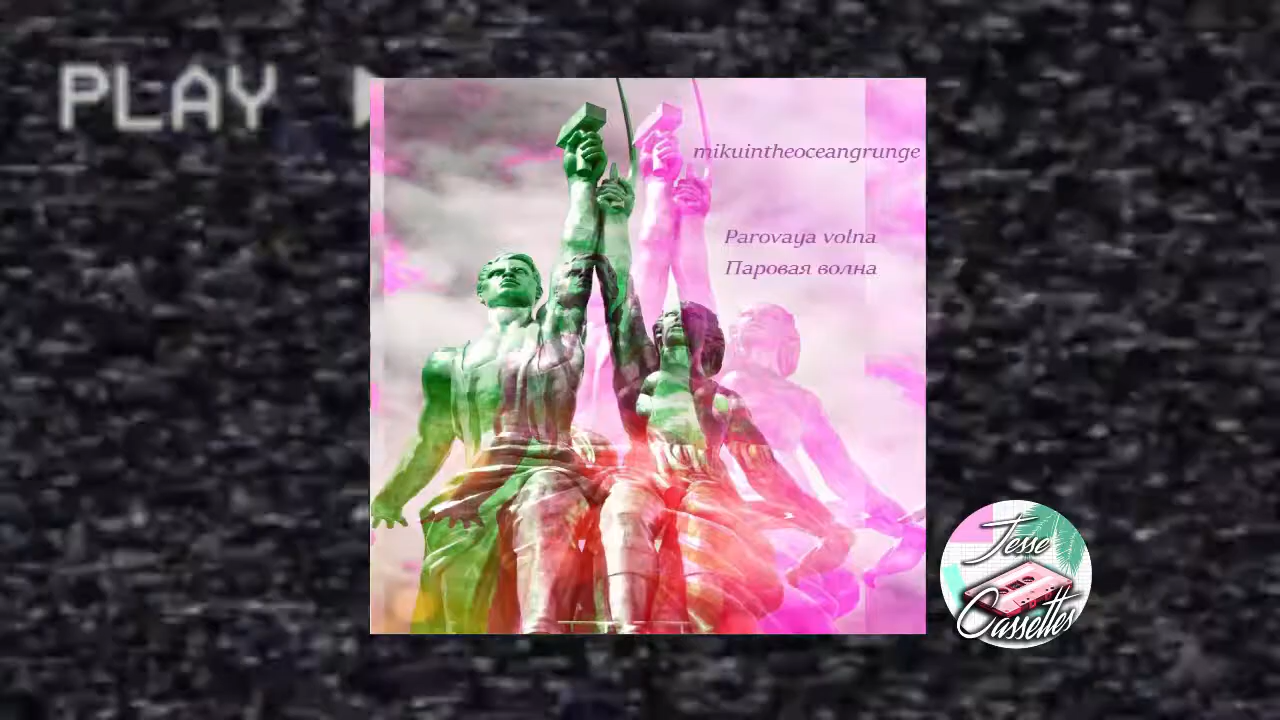 PLAY
mikuintheoceangrunge
Parovaya volna
Паровая волна
Jesse
Cassettes